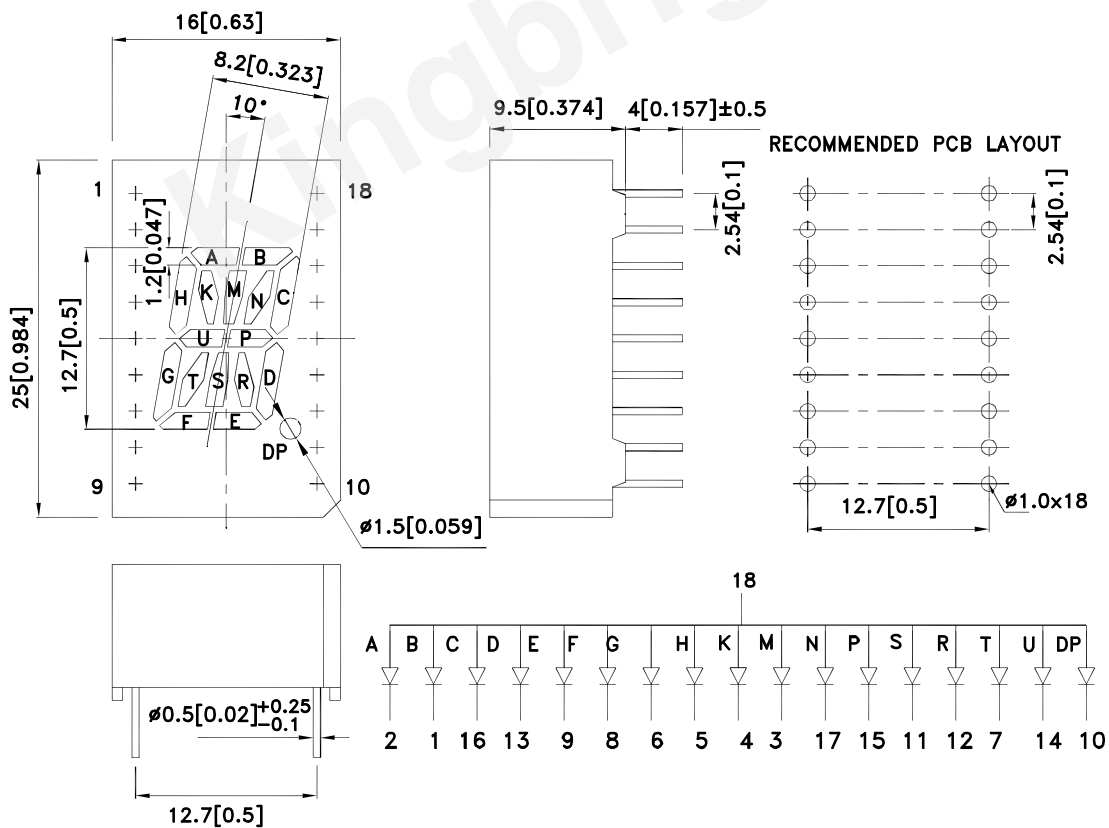 Kingbri
16[0.63]
8.2[0.323]
10°
9.5[0.374]
4[0.157]±0.5
RECOMMENDED PCB LAYOUT
1
18
1.2[0.047]
2.54[0.1]
2.54[0.1]
A B
H K M N C
U P
G T S R D
F E
DP
12.7[0.5]
25[0.984]
9
10
ø1.5[0.059]
12.7[0.5]
ø1.0x18
18
A B C D E F G H K M N P S R T U DP
ø0.5[0.02]+0.25
−0.1
2 1 16 13 9 8 6 5 4 3 17 15 11 12 7 14 10
12.7[0.5]